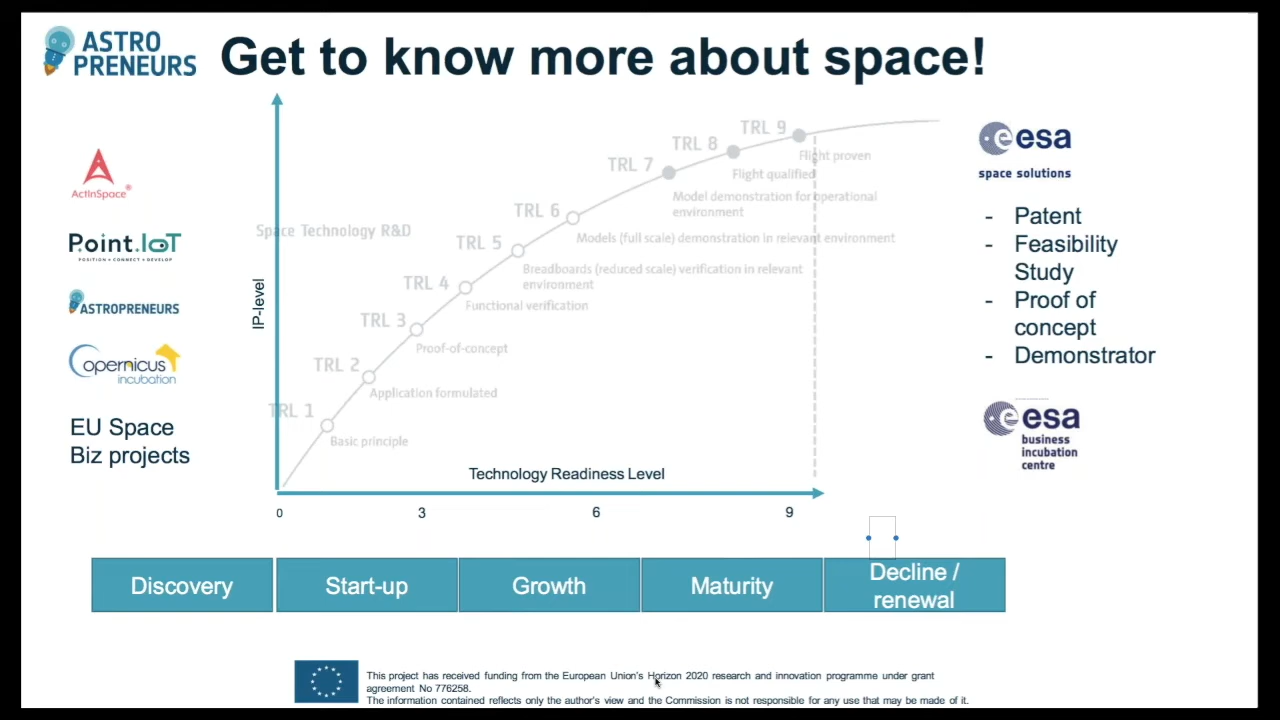 ASTRO
PRENEURS
Get to know more about space!
ActInSpace®
Point.IoT
POSITION + CONNECT + DEVELOP
ASTROPRENEURS
Copernicus
incubation
EU Space
Biz projects
IP-level
Space Technology R&D
TRL 9
Flight proven
TRL 8
Flight qualified
TRL 7
Model demonstration for operational
environment
TRL 6
Models (full scale) demonstration in relevant environment
TRL 5
Breadboards (reduced scale) verification in relevant
environment
TRL 4
Functional verification
TRL 3
Proof-of-concept
TRL 2
Application formulated
TRL 1
Basic principle
Technology Readiness Level
0 3 6 9
esa
space solutions
- Patent
- Feasibility
Study
- Proof of
concept
- Demonstrator
esa
business
incubation
centre
Discovery
Start-up
Growth
Maturity
Decline /
renewal
This project has received funding from the European Union's Horizon 2020 research and innovation programme under grant
agreement No 776258.
The information contained reflects only the author's view and the Commission is not responsible for any use that may be made of it.